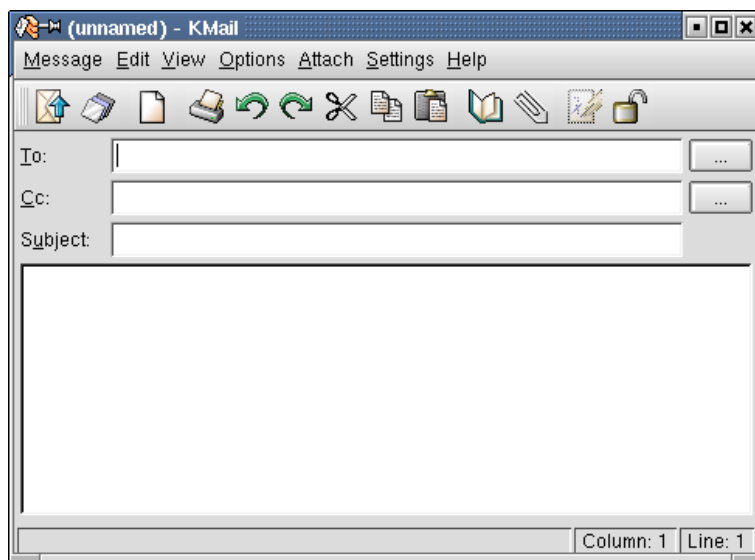 (unnamed) - KMail
Message Edit View Options Attach Settings Help
To:
...
Cc:
...
Subject:
Column: 1 Line: 1